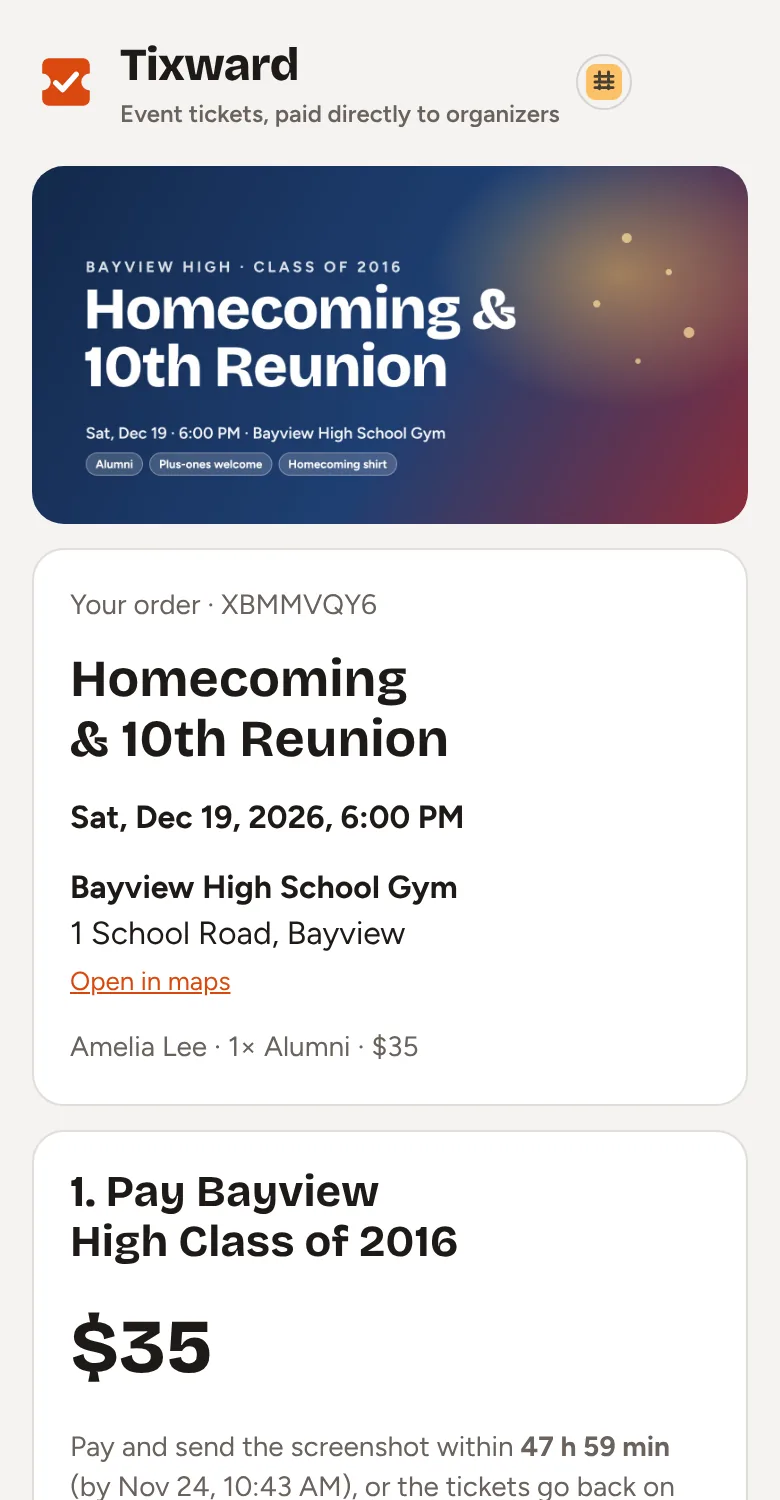 Tixward
Event tickets, paid directly to organizers
BAYVIEW HIGH · CLASS OF 2016
Homecoming &
10th Reunion
Sat, Dec 19 · 6:00 PM · Bayview High School Gym
Alumni Plus-ones welcome Homecoming shirt
Your order · XBMMVQY6
Homecoming
& 10th Reunion
Sat, Dec 19, 2026, 6:00 PM
Bayview High School Gym
1 School Road, Bayview
Open in maps
Amelia Lee · 1× Alumni · $35
1. Pay Bayview
High Class of 2016
$35
Pay and send the screenshot within 47 h 59 min
(by Nov 24, 10:43 AM), or the tickets go back on